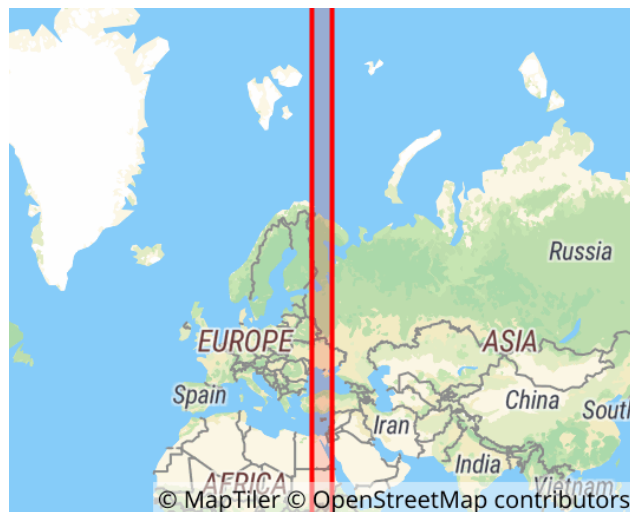 Russia
EUROPE
ASIA
Spain
China
South
Iran
India
AFRICA
Vietnam
© MapTiler © OpenStreetMap contributors